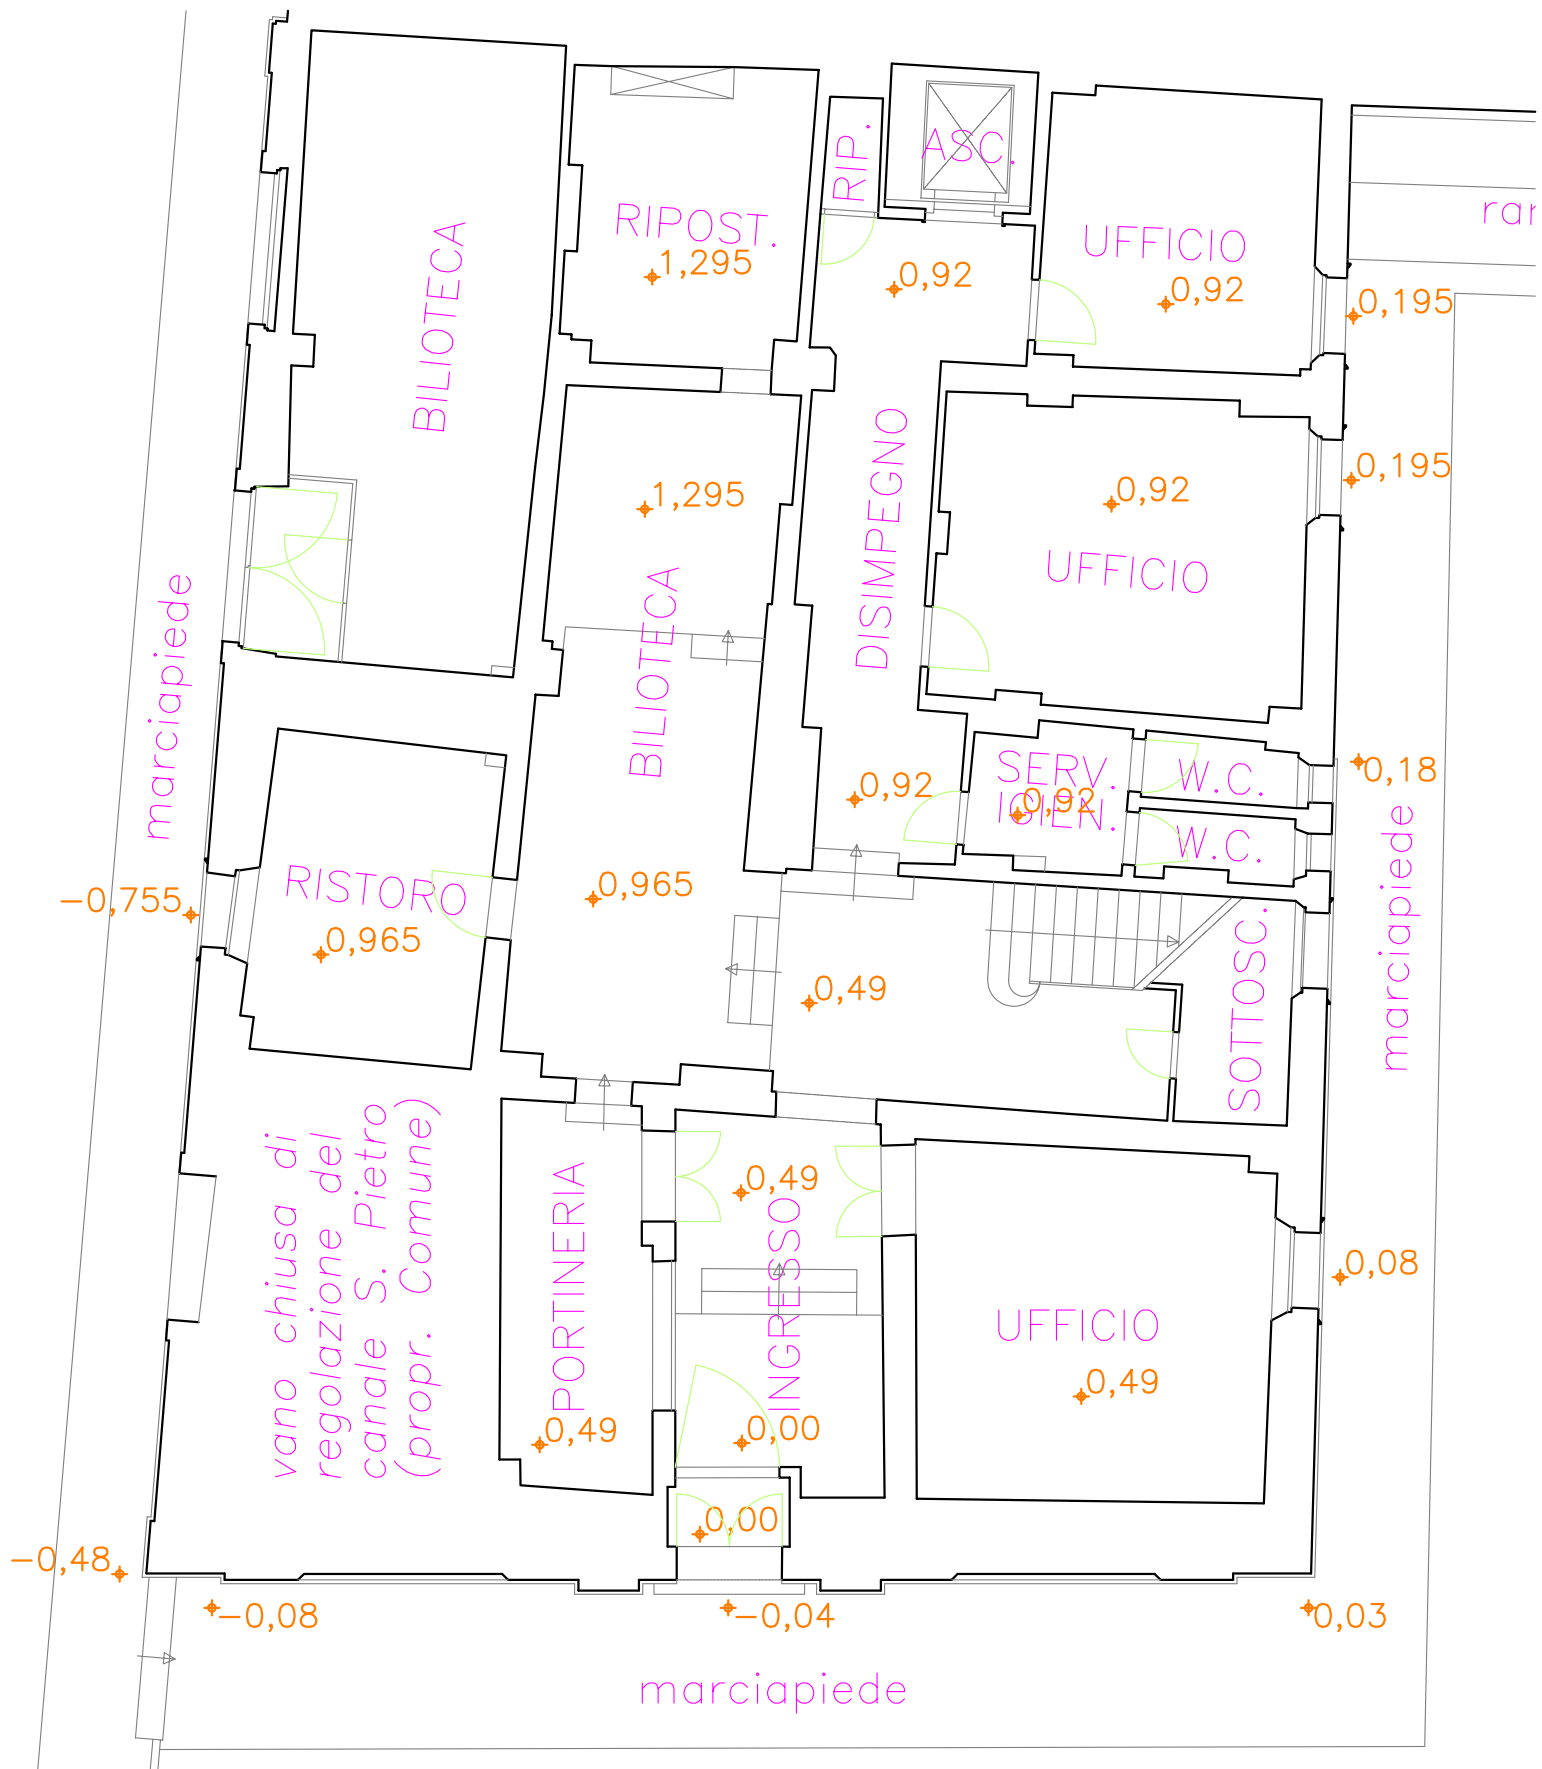 ASC.
RIP.
RIPOST.
1,295
UFFICIO
0,92
0,92
rar
0,195
BILIOTECA
0,195
1,295
0,92
UFFICIO
DISIMPEGNO
BILIOTECA
marciapiede
0,18
SERV.
IGIEN.
0,92
W.C.
0,92
W.C.
RISTORO
0,965
-0,755
0,965
0,49
SOTTOSC.
marciapiede
vano chiusa di
regolazione del
canale S. Pietro
(propr. Comune)
PORTINERIA
0,49
INGRESSO
0,49
0,00
0,00
UFFICIO
0,49
0,08
-0,48
-0,08
-0,04
0,03
marciapiede